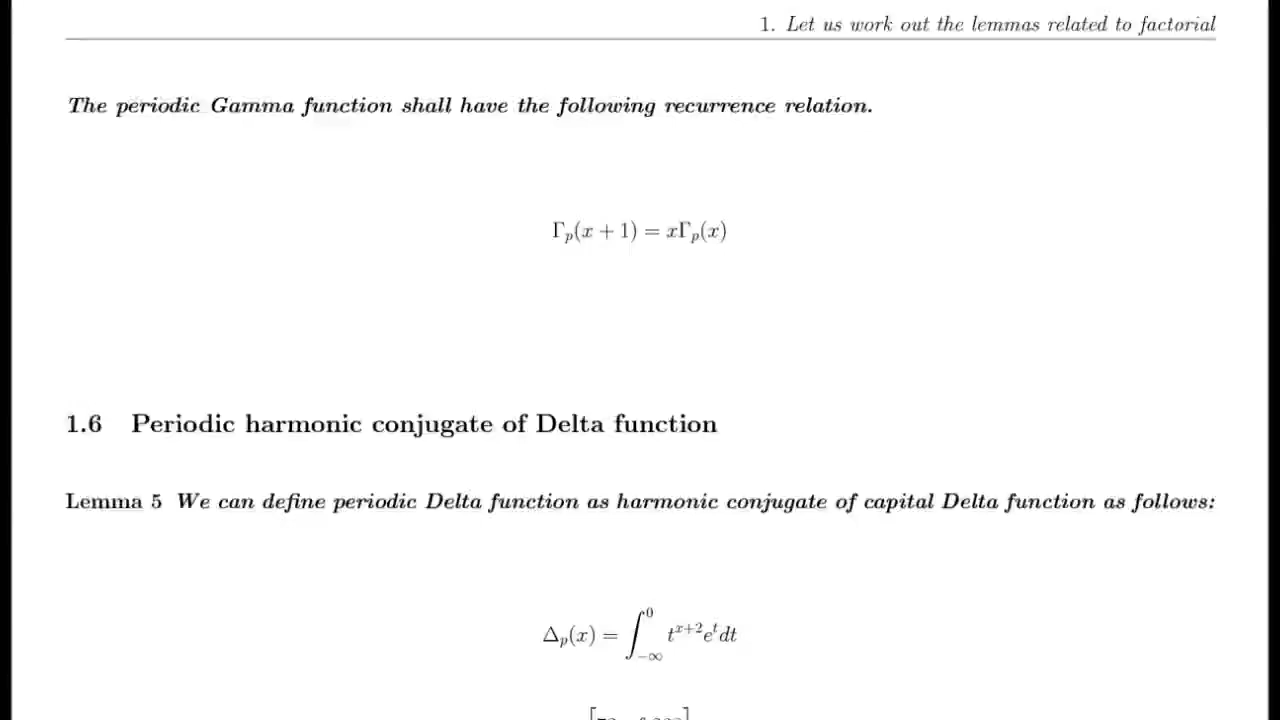 1. Let us work out the lemmas related to factorial
The periodic Gamma function shall have the following recurrence relation.
Γ_p(x + 1) = xΓ_p(x)
1.6 Periodic harmonic conjugate of Delta function
Lemma 5 We can define periodic Delta function as harmonic conjugate of capital Delta function as follows:
Δ_p(x) = ∫_{-∞}^{0} t^{x+2} e^t dt